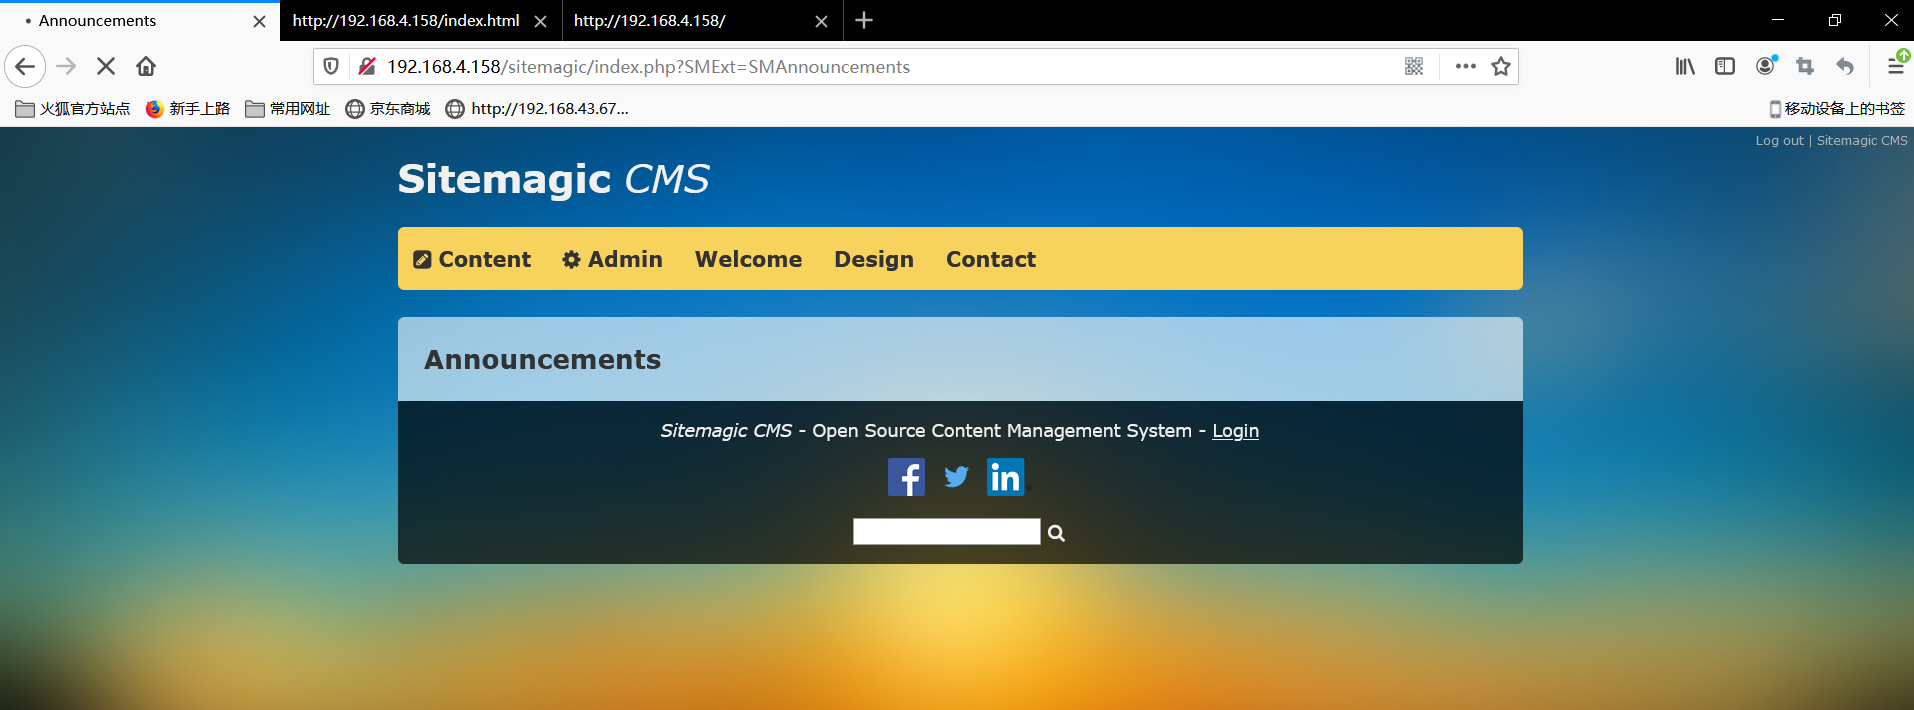 Announcements
http://192.168.4.158/index.html
http://192.168.4.158/
192.168.4.158/sitemagic/index.php?SMExt=SMAnnouncements
火狐官方站点
新手上路
常用网址
京东商城
http://192.168.43.67...
移动设备上的书签
Log out | Sitemagic CMS
Sitemagic CMS
Content
Admin
Welcome
Design
Contact
Announcements
Sitemagic CMS - Open Source Content Management System - Login